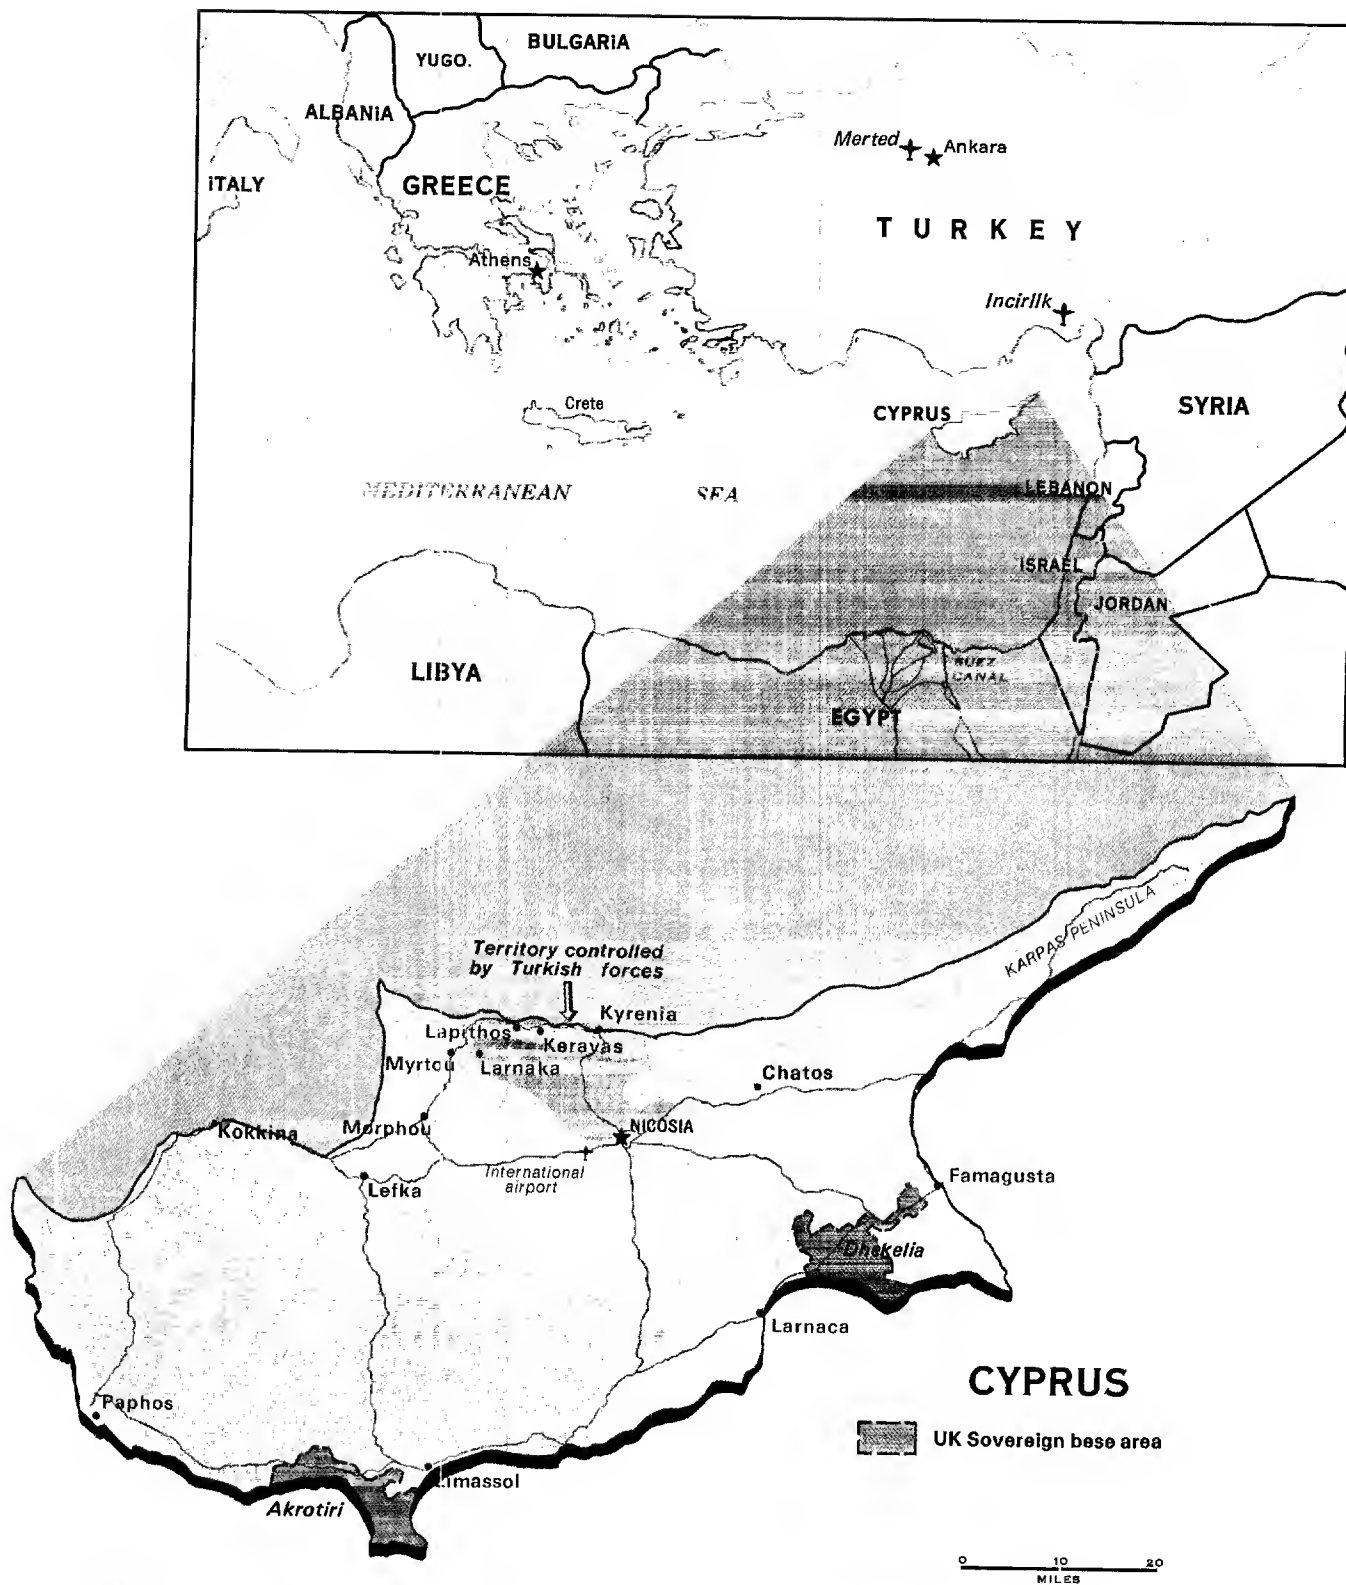 BULGARiA
YUGO.
ALBANiA
iTALY
GREECE
Merted
Ankara
TURKEY
Athens
Incirlik
Crete
CYPRUS
SYRIA
MEDITERRANEAN SEA
LEBANON
ISRAEL
JORDAN
LIBYA
SUEZ
CANAL
EGYPT
KARPAS PENINSULA
Territory controlled
by Turkish forces
Kyrenia
Lapithos
Keravas
Myrtou
Larnaka
Chatos
Kokkina
Morphou
NICOSIA
International
airport
Lefka
Famagusta
Dhekelia
Larnaca
CYPRUS
Paphos
UK Sovereign bese area
Limassol
Akrotiri
0 10 20
MILES